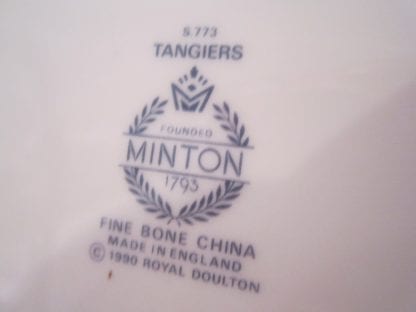 S.773
TANGIERS
FOUNDED
MINTON
1793
FINE BONE CHINA
MADE IN ENGLAND
© 1990 ROYAL DOULTON